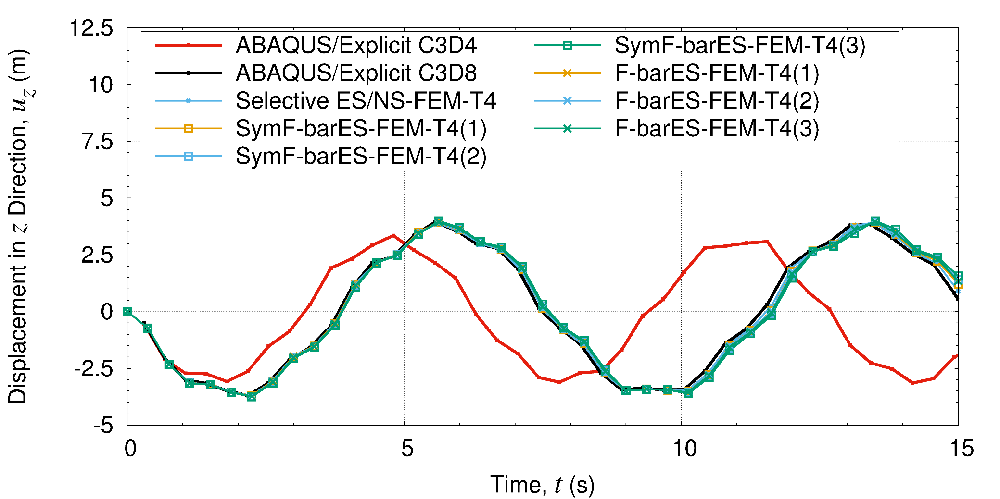 12.5
10
7.5
5
2.5
0
-2.5
-5
Displacement in z Direction, u_z (m)
ABAQUS/Explicit C3D4
ABAQUS/Explicit C3D8
Selective ES/NS-FEM-T4
SymF-barES-FEM-T4(1)
SymF-barES-FEM-T4(2)
SymF-barES-FEM-T4(3)
F-barES-FEM-T4(1)
F-barES-FEM-T4(2)
F-barES-FEM-T4(3)
0 5 10 15
Time, t (s)